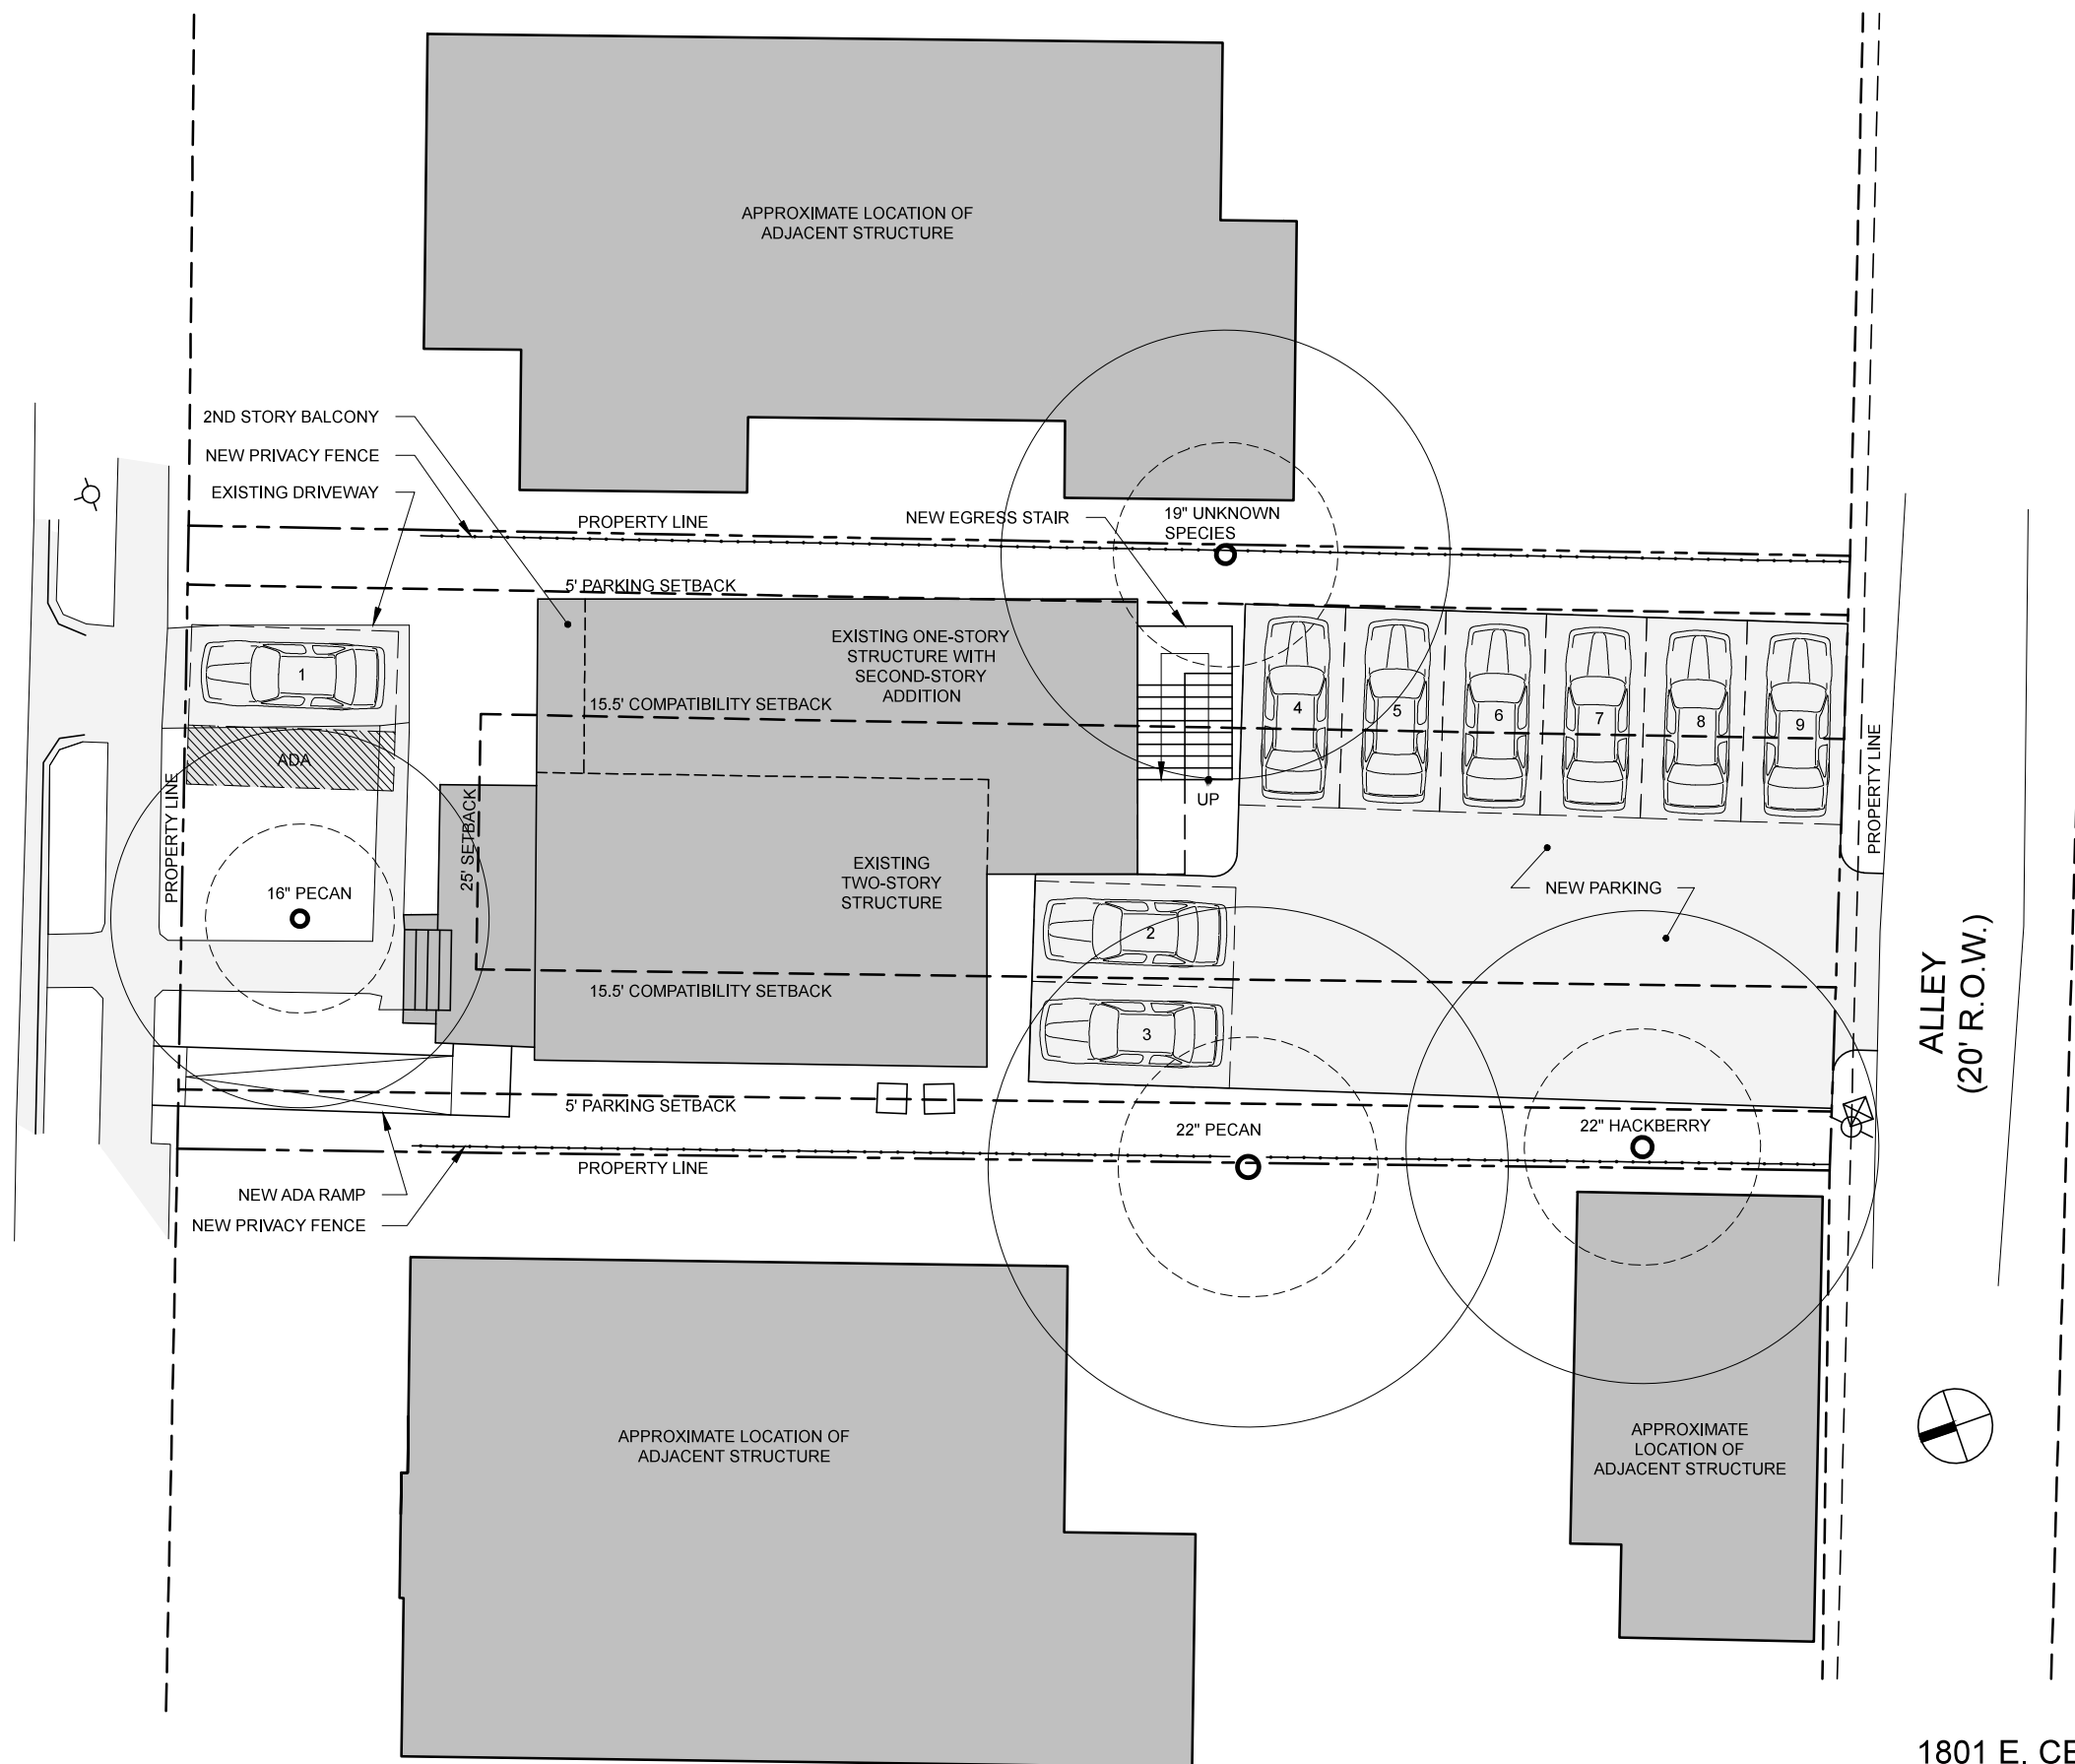 APPROXIMATE LOCATION OF
ADJACENT STRUCTURE
2ND STORY BALCONY
NEW PRIVACY FENCE
EXISTING DRIVEWAY
PROPERTY LINE
NEW EGRESS STAIR
19" UNKNOWN
SPECIES
5' PARKING SETBACK
EXISTING ONE-STORY
STRUCTURE WITH
SECOND-STORY
ADDITION
15.5' COMPATIBILITY SETBACK
1
4
5
6
7
8
9
ADA
PROPERTY LINE
PROPERTY LINE
UP
25' SETBACK
16" PECAN
EXISTING
TWO-STORY
STRUCTURE
NEW PARKING
2
15.5' COMPATIBILITY SETBACK
3
ALLEY
(20' R.O.W.)
5' PARKING SETBACK
22" PECAN
22" HACKBERRY
PROPERTY LINE
NEW ADA RAMP
NEW PRIVACY FENCE
APPROXIMATE LOCATION OF
ADJACENT STRUCTURE
APPROXIMATE
LOCATION OF
ADJACENT STRUCTURE
1801 E. CE